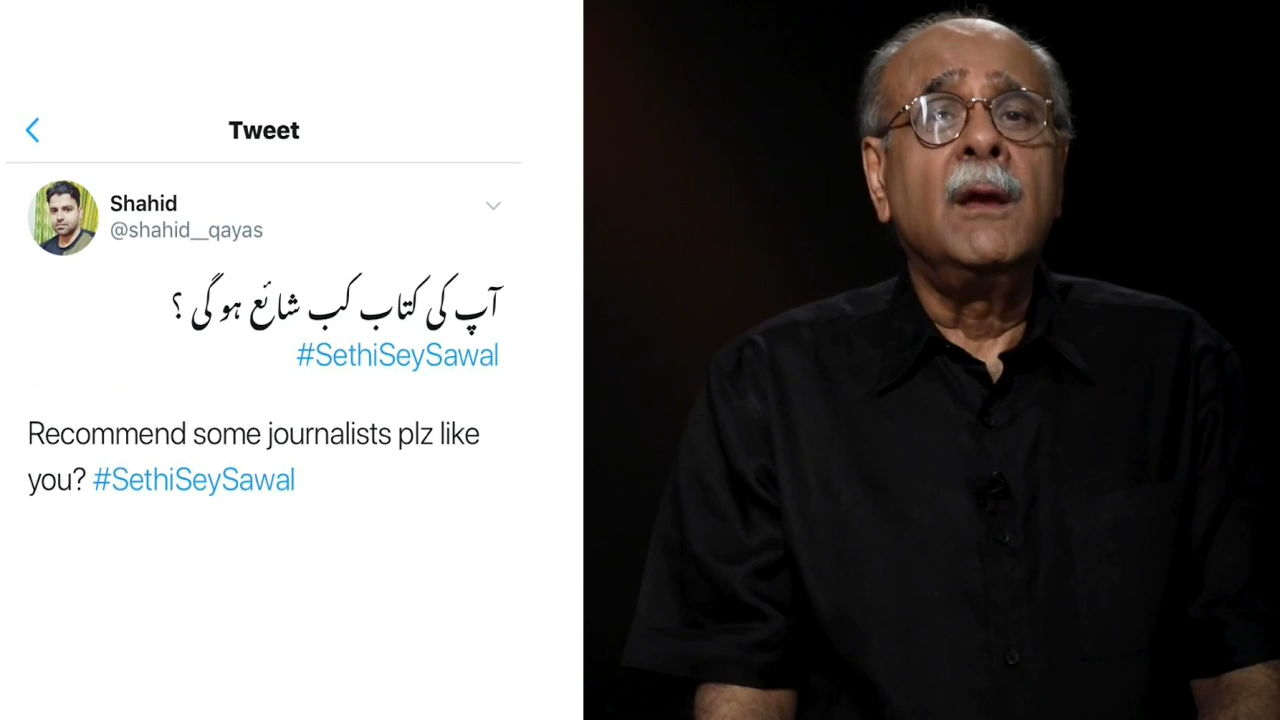 Tweet
Shahid
@shahid__qayas
آپ کی کتاب کب شائع ہو گی ؟
#SethiSeySawal
Recommend some journalists plz like
you? #SethiSeySawal